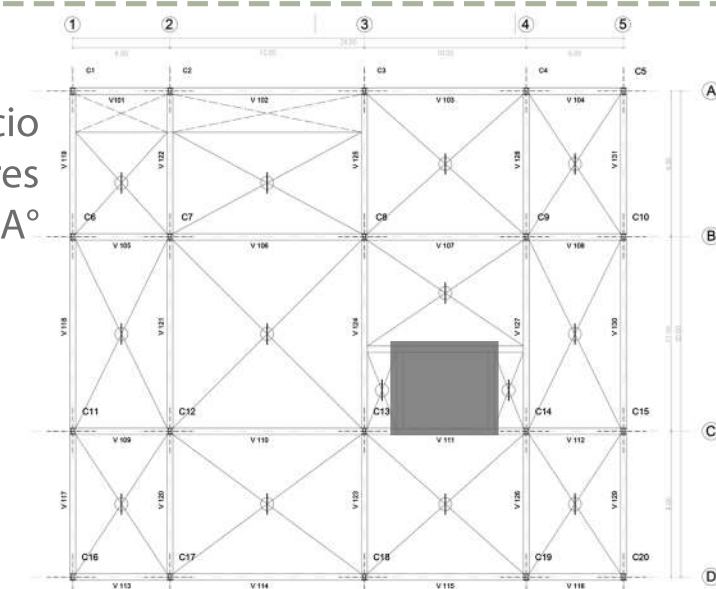 1 2 3 4 5
C1 C2 C3 C4 C5
A
V101 V 102 V 103 V 104
cio
res
A°
V 119 V 122 V 125 V 128 V 131
C6 C7 C8 C9 C10
B
V 105 V 106 V 107 V 108
V 118 V 121 V 124 V 127 V 130
C11 C12 C13 C14 C15
C
V 109 V 110 V 111 V 112
V 117 V 120 V 123 V 126 V 129
C16 C17 C18 C19 C20
D
V 113 V 114 V 115 V 116